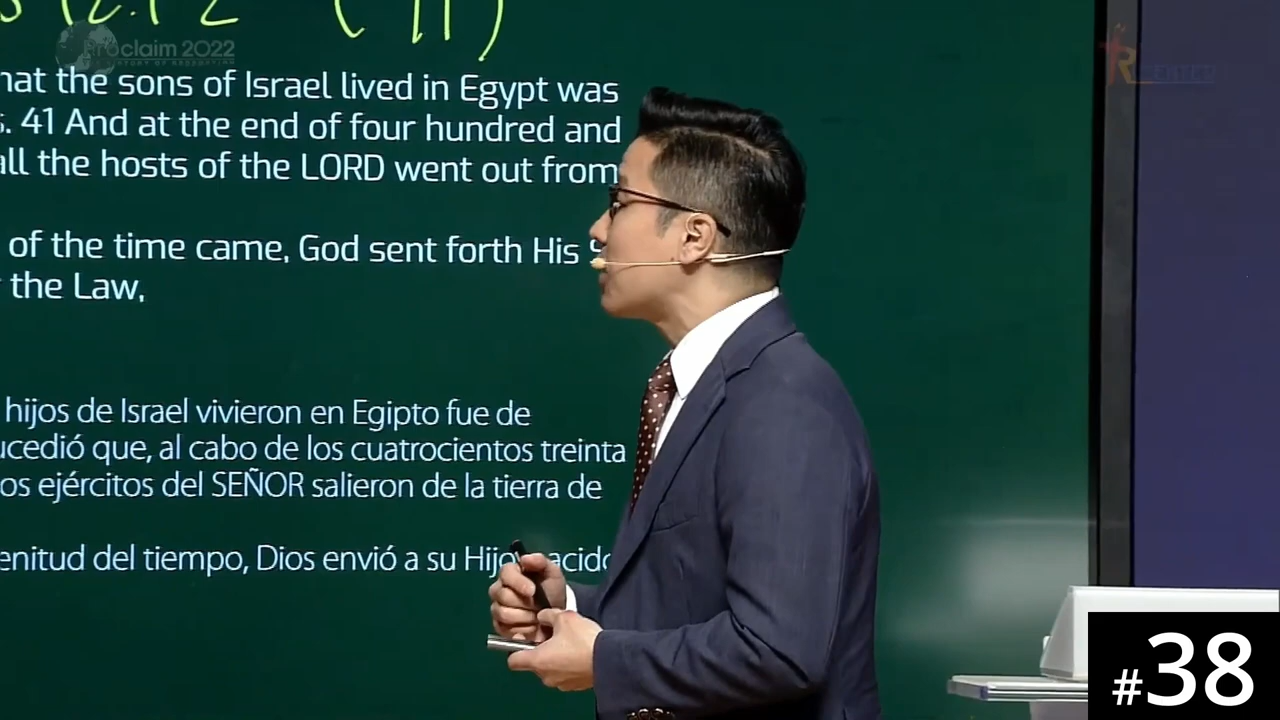 Proclaim 2022
hat the sons of Israel lived in Egypt was
s. 41 And at the end of four hundred and
all the hosts of the LORD went out from
of the time came, God sent forth His S
the Law,
hijos de Israel vivieron en Egipto fue de
ucedió que, al cabo de los cuatrocientos treinta
os ejércitos del SEÑOR salieron de la tierra de
enitud del tiempo, Dios envió a su Hijo, nacido
#38